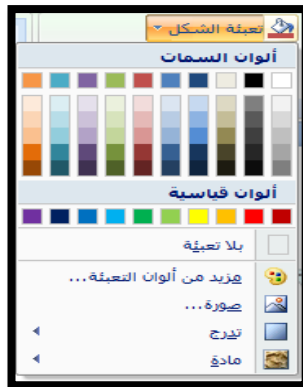 تعبئة الشكل
ألوان السمات
ألوان قياسية
بلا تعبئة
مزيد من ألوان التعبئة...
صورة...
تدرج
مادة